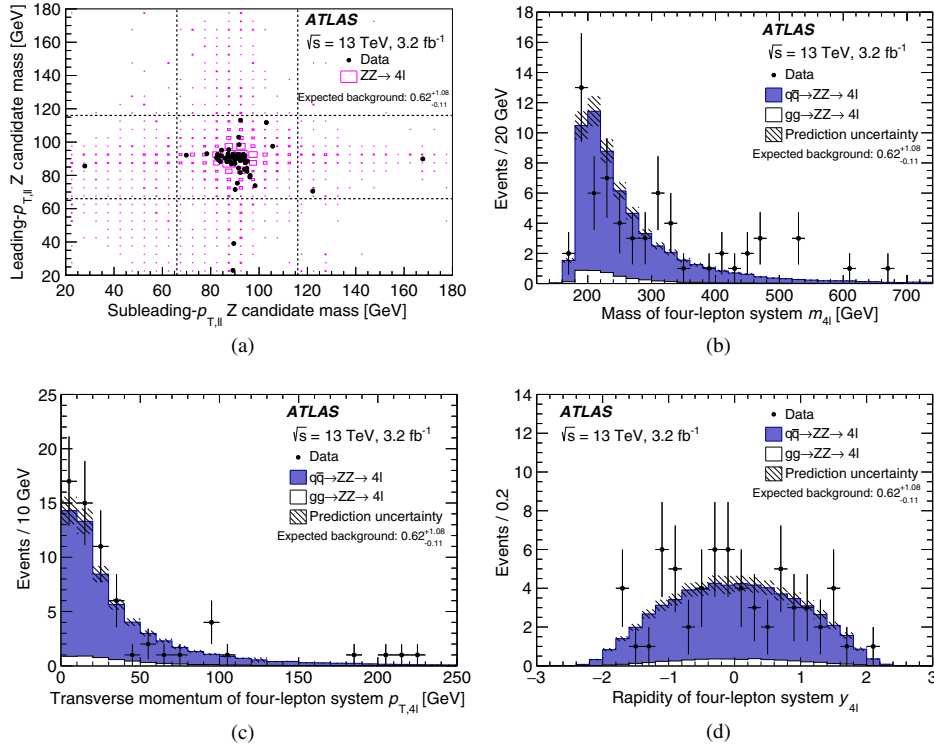 ATLAS
√s = 13 TeV, 3.2 fb-1
Data
ZZ→ 4l
Expected background: 0.62 +1.08 -0.11
Leading-pT,ll Z candidate mass [GeV]
180
160
140
120
100
80
60
40
20
20 40 60 80 100 120 140 160 180
Subleading-pT,ll Z candidate mass [GeV]
(a)
ATLAS
√s = 13 TeV, 3.2 fb-1
Data
qq̄→ZZ→ 4l
gg→ZZ→ 4l
Prediction uncertainty
Expected background: 0.62 +1.08 -0.11
Events / 20 GeV
20
18
16
14
12
10
8
6
4
2
0
200 300 400 500 600 700
Mass of four-lepton system m4l [GeV]
(b)
ATLAS
√s = 13 TeV, 3.2 fb-1
Data
qq̄→ZZ→ 4l
gg→ZZ→ 4l
Prediction uncertainty
Expected background: 0.62 +1.08 -0.11
Events / 10 GeV
25
20
15
10
5
0
0 50 100 150 200 250
Transverse momentum of four-lepton system pT,4l [GeV]
(c)
ATLAS
√s = 13 TeV, 3.2 fb-1
Data
qq̄→ZZ→ 4l
gg→ZZ→ 4l
Prediction uncertainty
Expected background: 0.62 +1.08 -0.11
Events / 0.2
14
12
10
8
6
4
2
0
−3 −2 −1 0 1 2 3
Rapidity of four-lepton system y4l
(d)